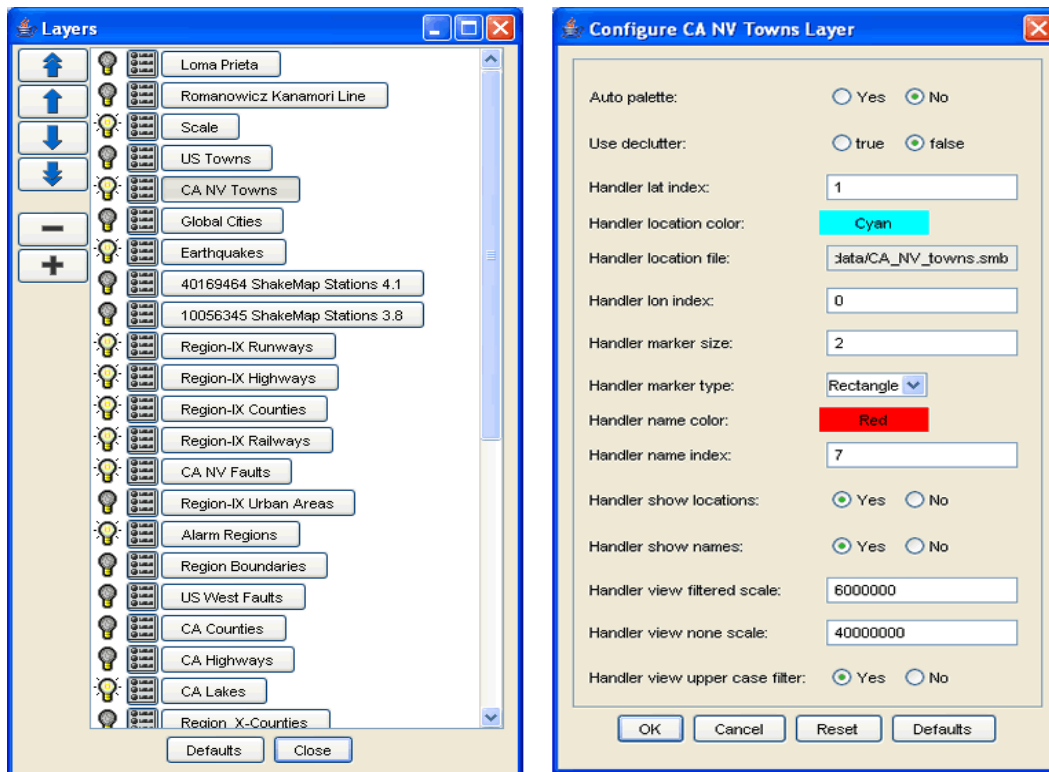 Layers
Loma Prieta
Romanowicz Kanamori Line
Scale
US Towns
CA NV Towns
Global Cities
Earthquakes
40169464 ShakeMap Stations 4.1
10056345 ShakeMap Stations 3.8
Region-IX Runways
Region-IX Highways
Region-IX Counties
Region-IX Railways
CA NV Faults
Region-IX Urban Areas
Alarm Regions
Region Boundaries
US West Faults
CA Counties
CA Highways
CA Lakes
Region_X-Counties
Defaults Close
Configure CA NV Towns Layer
Auto palette: Yes No
Use declutter: true false
Handler lat index: 1
Handler location color: Cyan
Handler location file: data/CA_NV_towns.smb
Handler lon index: 0
Handler marker size: 2
Handler marker type: Rectangle
Handler name color: Red
Handler name index: 7
Handler show locations: Yes No
Handler show names: Yes No
Handler view filtered scale: 6000000
Handler view none scale: 40000000
Handler view upper case filter: Yes No
OK Cancel Reset Defaults